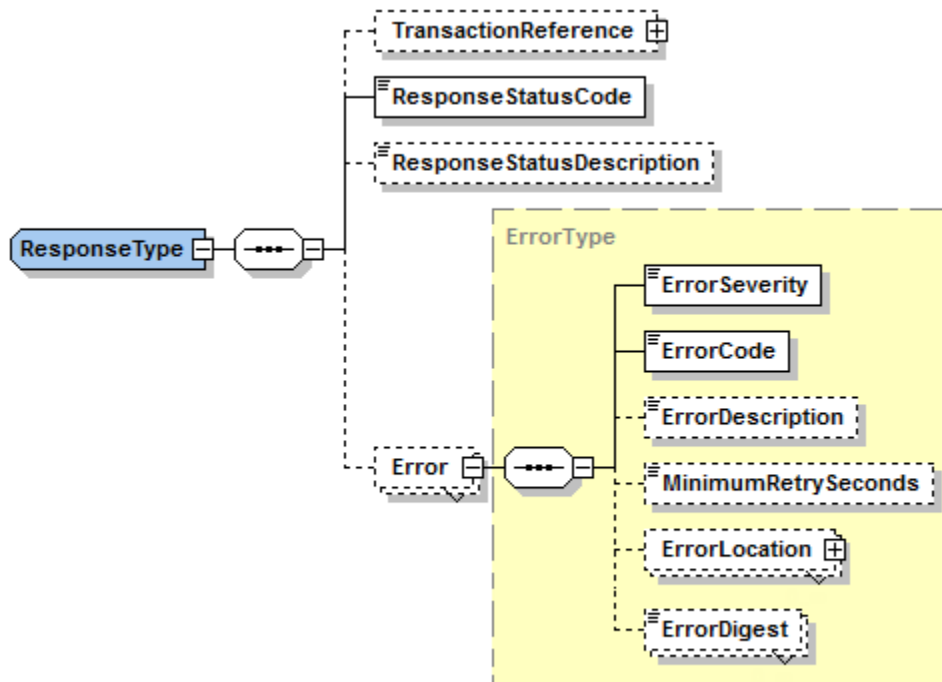 TransactionReference
ResponseStatusCode
ResponseStatusDescription
ResponseType
ErrorType
ErrorSeverity
ErrorCode
ErrorDescription
Error
MinimumRetrySeconds
ErrorLocation
ErrorDigest